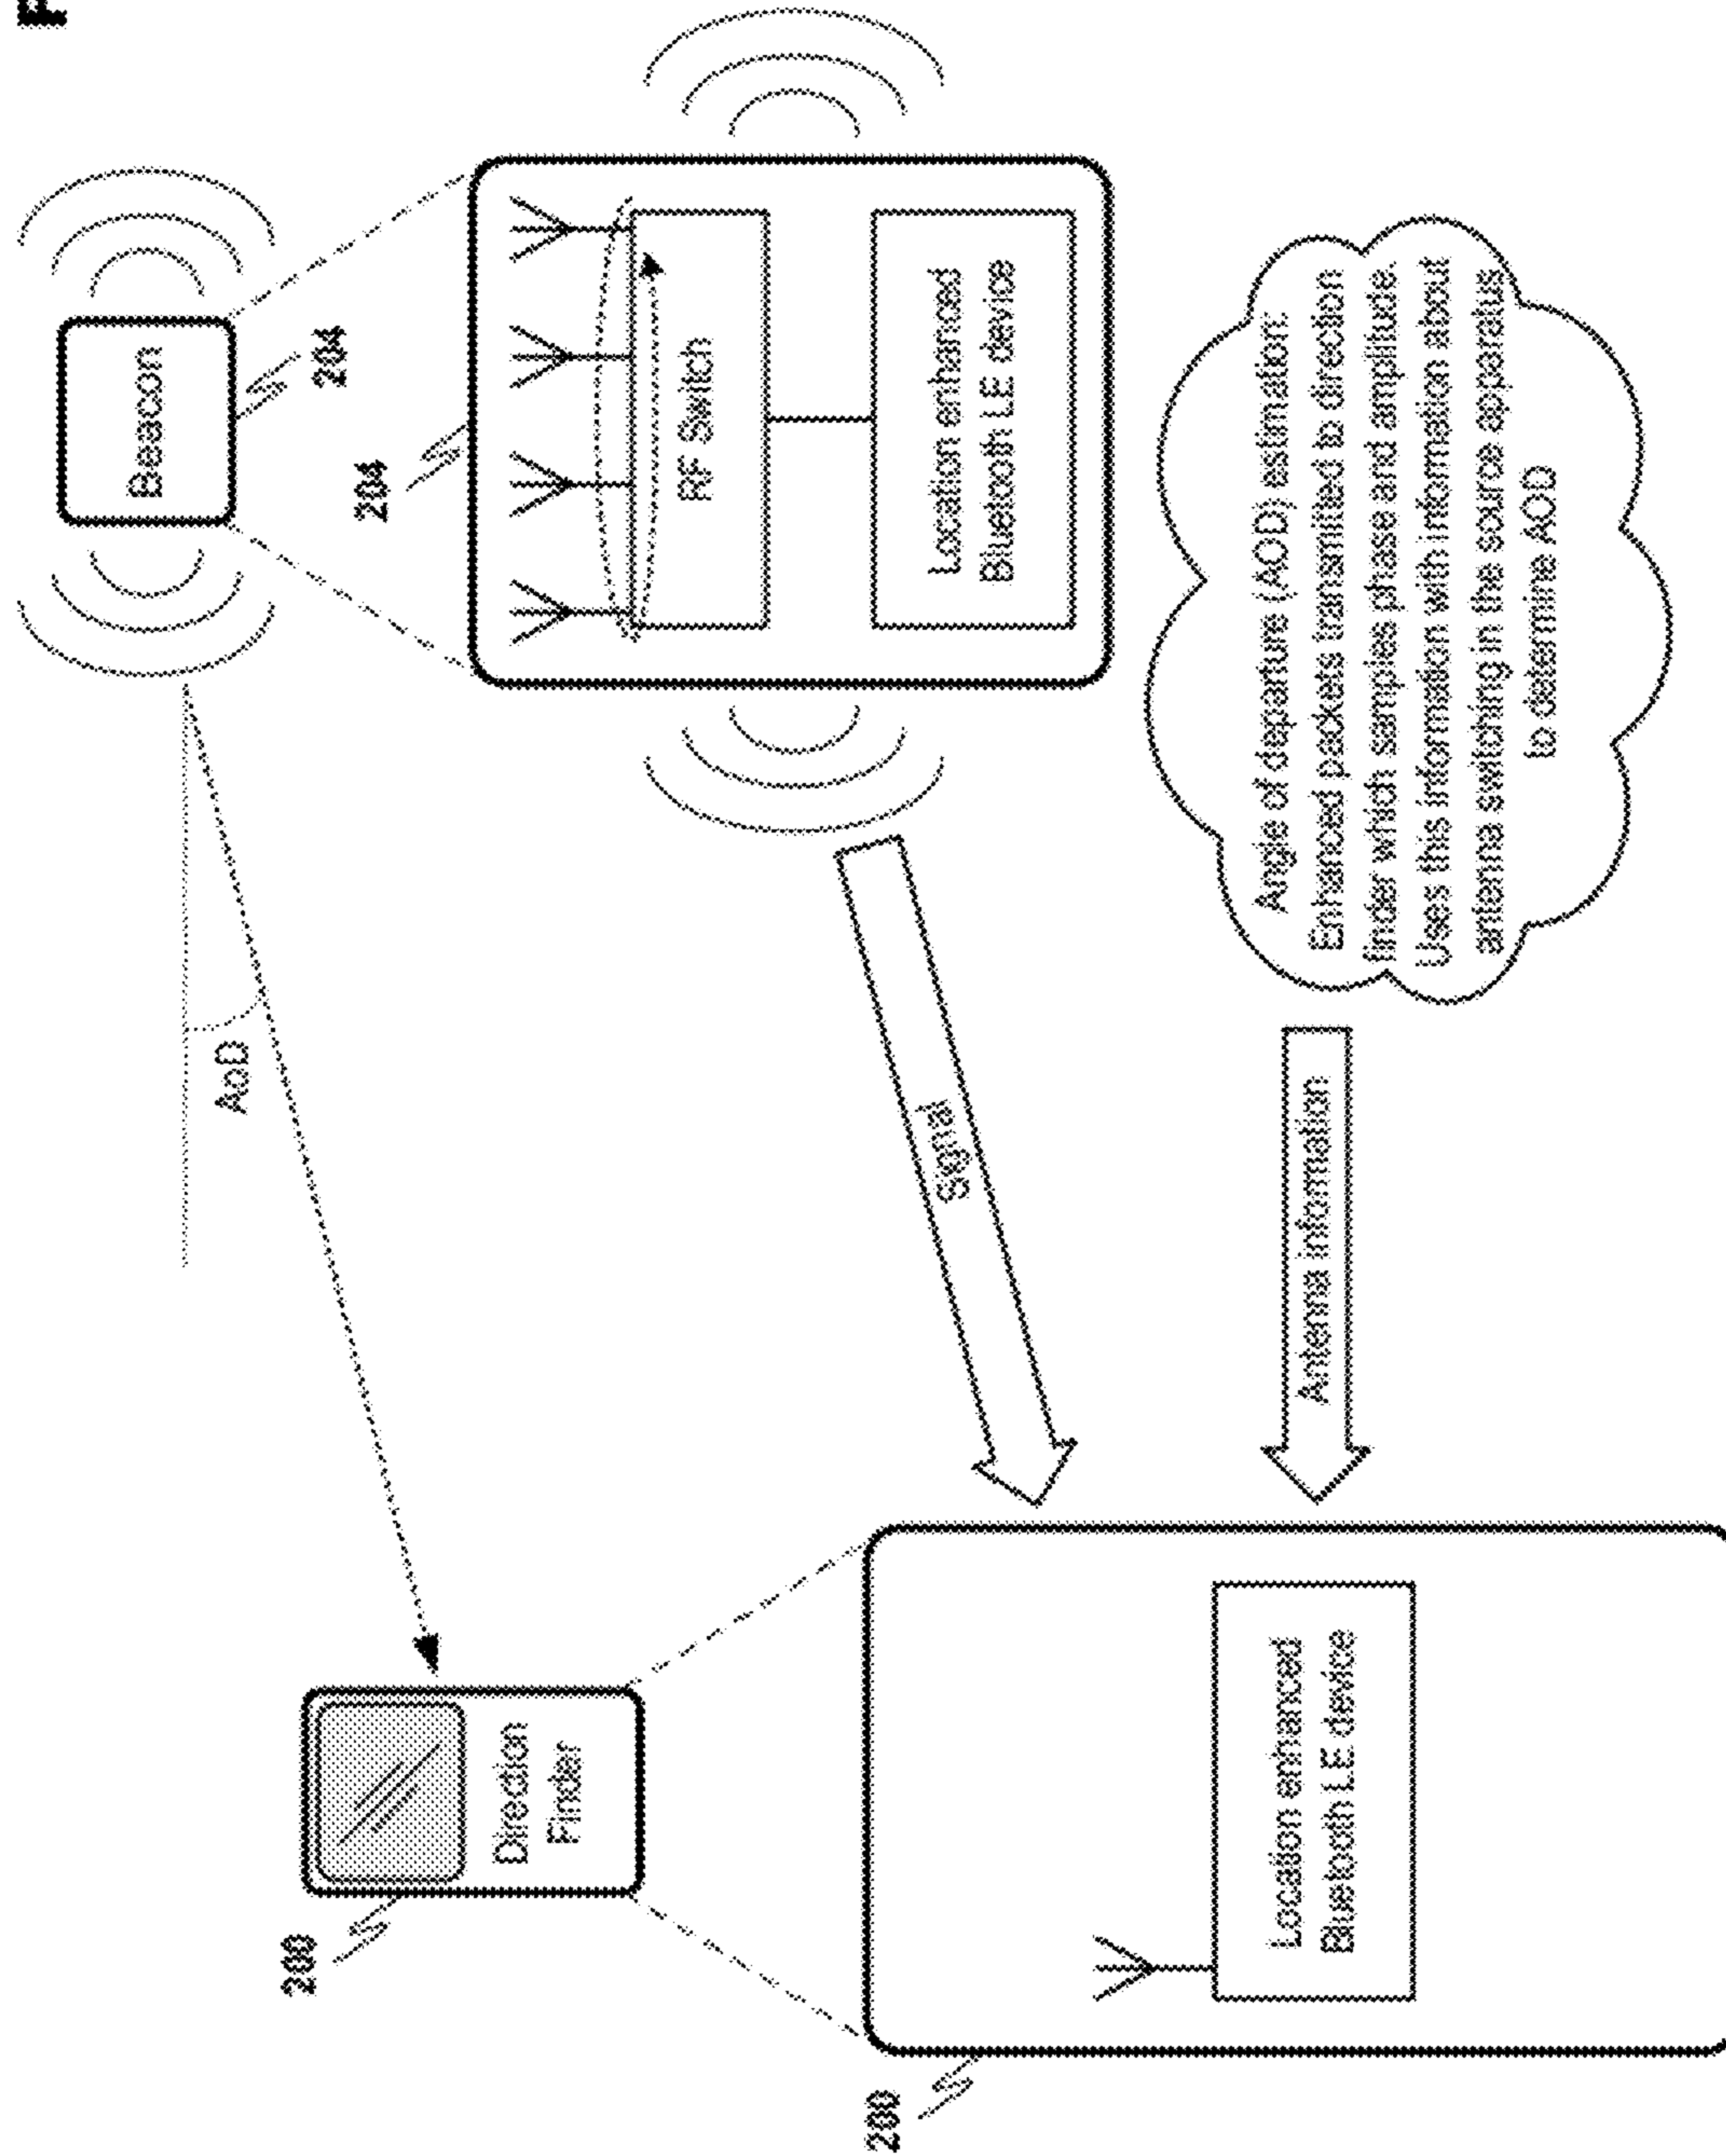 F
Beacon
204
AoD
200
Direction
Finder
204
RF Switch
Location enhanced
Bluetooth LE device
Signal
200
Location enhanced
Bluetooth LE device
Antenna information
Angle of departure (AOD) estimation:
Enhanced packets transmitted to direction
finder which samples phase and amplitude.
Uses this information with information about
antenna switching in the source apparatus
to determine AOD